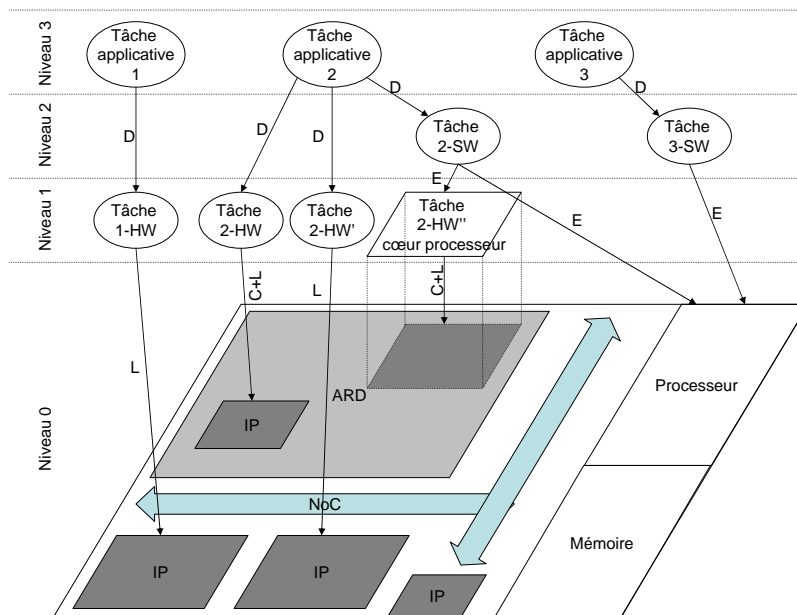 Niveau 3
Tâche
applicative
1
Tâche
applicative
2
Tâche
applicative
3
D
D
Niveau 2
D
D
D
Tâche
2-SW
Tâche
3-SW
E
Niveau 1
Tâche
1-HW
Tâche
2-HW
Tâche
2-HW'
Tâche
2-HW''
cœur processeur
E
E
C+L
L
C+L
Niveau 0
L
ARD
IP
Processeur
NoC
Mémoire
IP
IP
IP